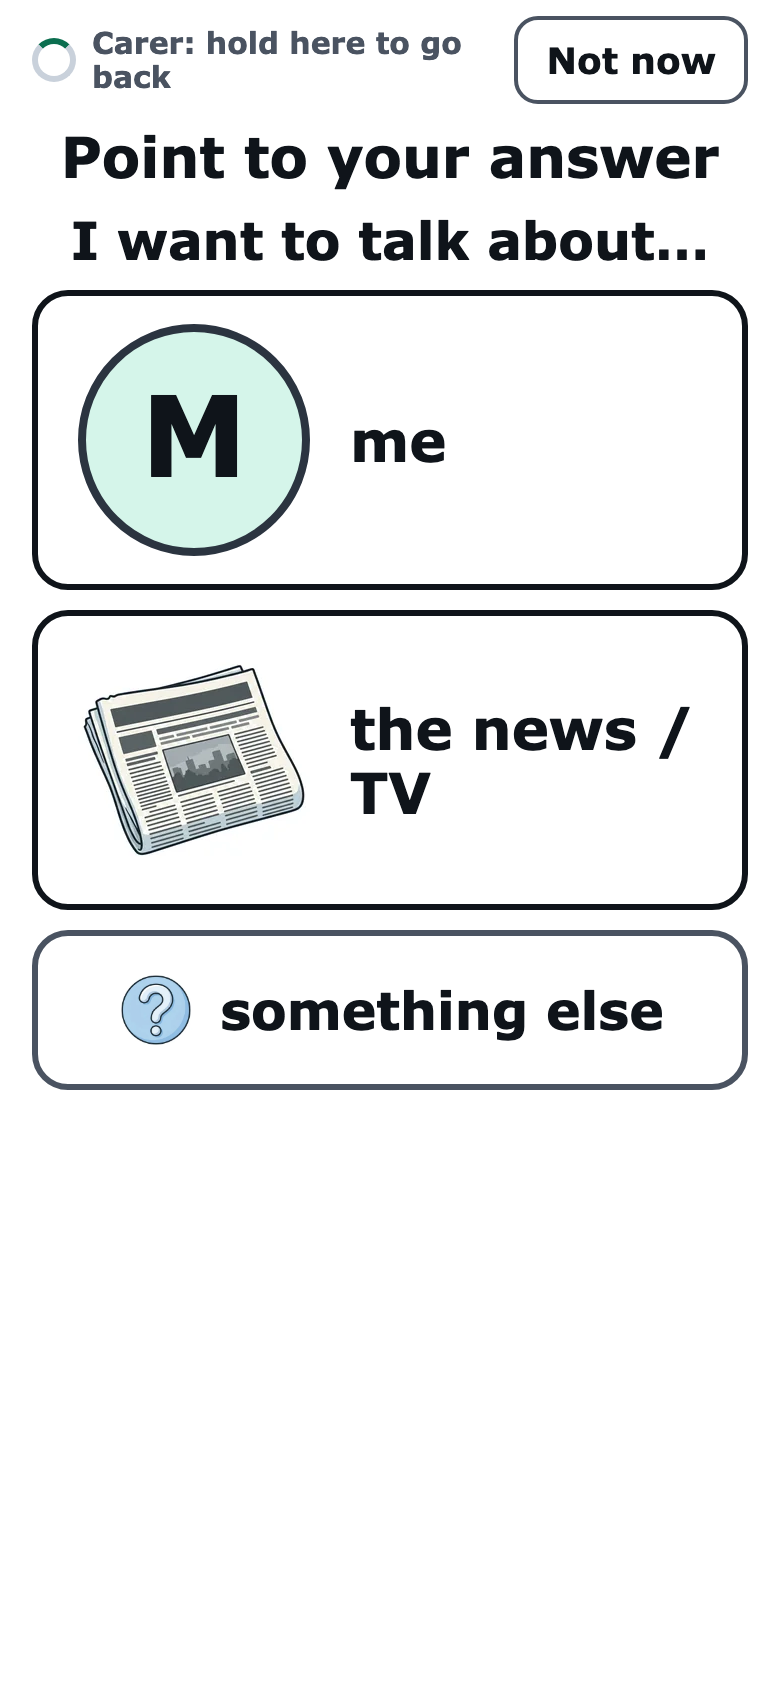 Carer: hold here to go
back
Not now
Point to your answer
I want to talk about...
M
me
the news /
TV
?
something else